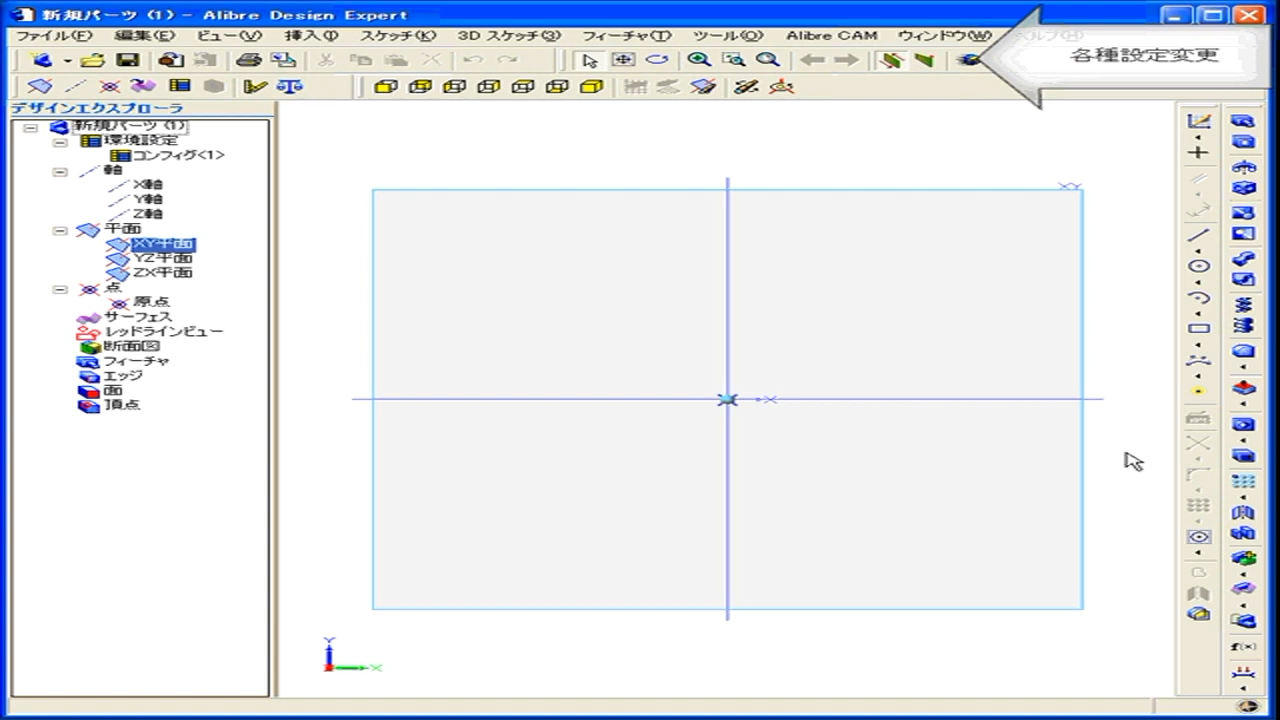 新規パーツ (1) - Alibre Design Expert
ファイル(F) 編集(E) ビュー(V) 挿入(I) スケッチ(K) 3D スケッチ(3) フィーチャ(T) ツール(O) Alibre CAM ウィンドウ(W) ヘルプ(H)
各種設定変更
デザインエクスプローラ
新規パーツ (1)
環境設定
コンフィグ<1>
軸
X軸
Y軸
Z軸
平面
XY平面
YZ平面
ZX平面
点
原点
サーフェス
レッドラインビュー
断面図
フィーチャ
エッジ
面
頂点
XY
X
Y
X
f(x)